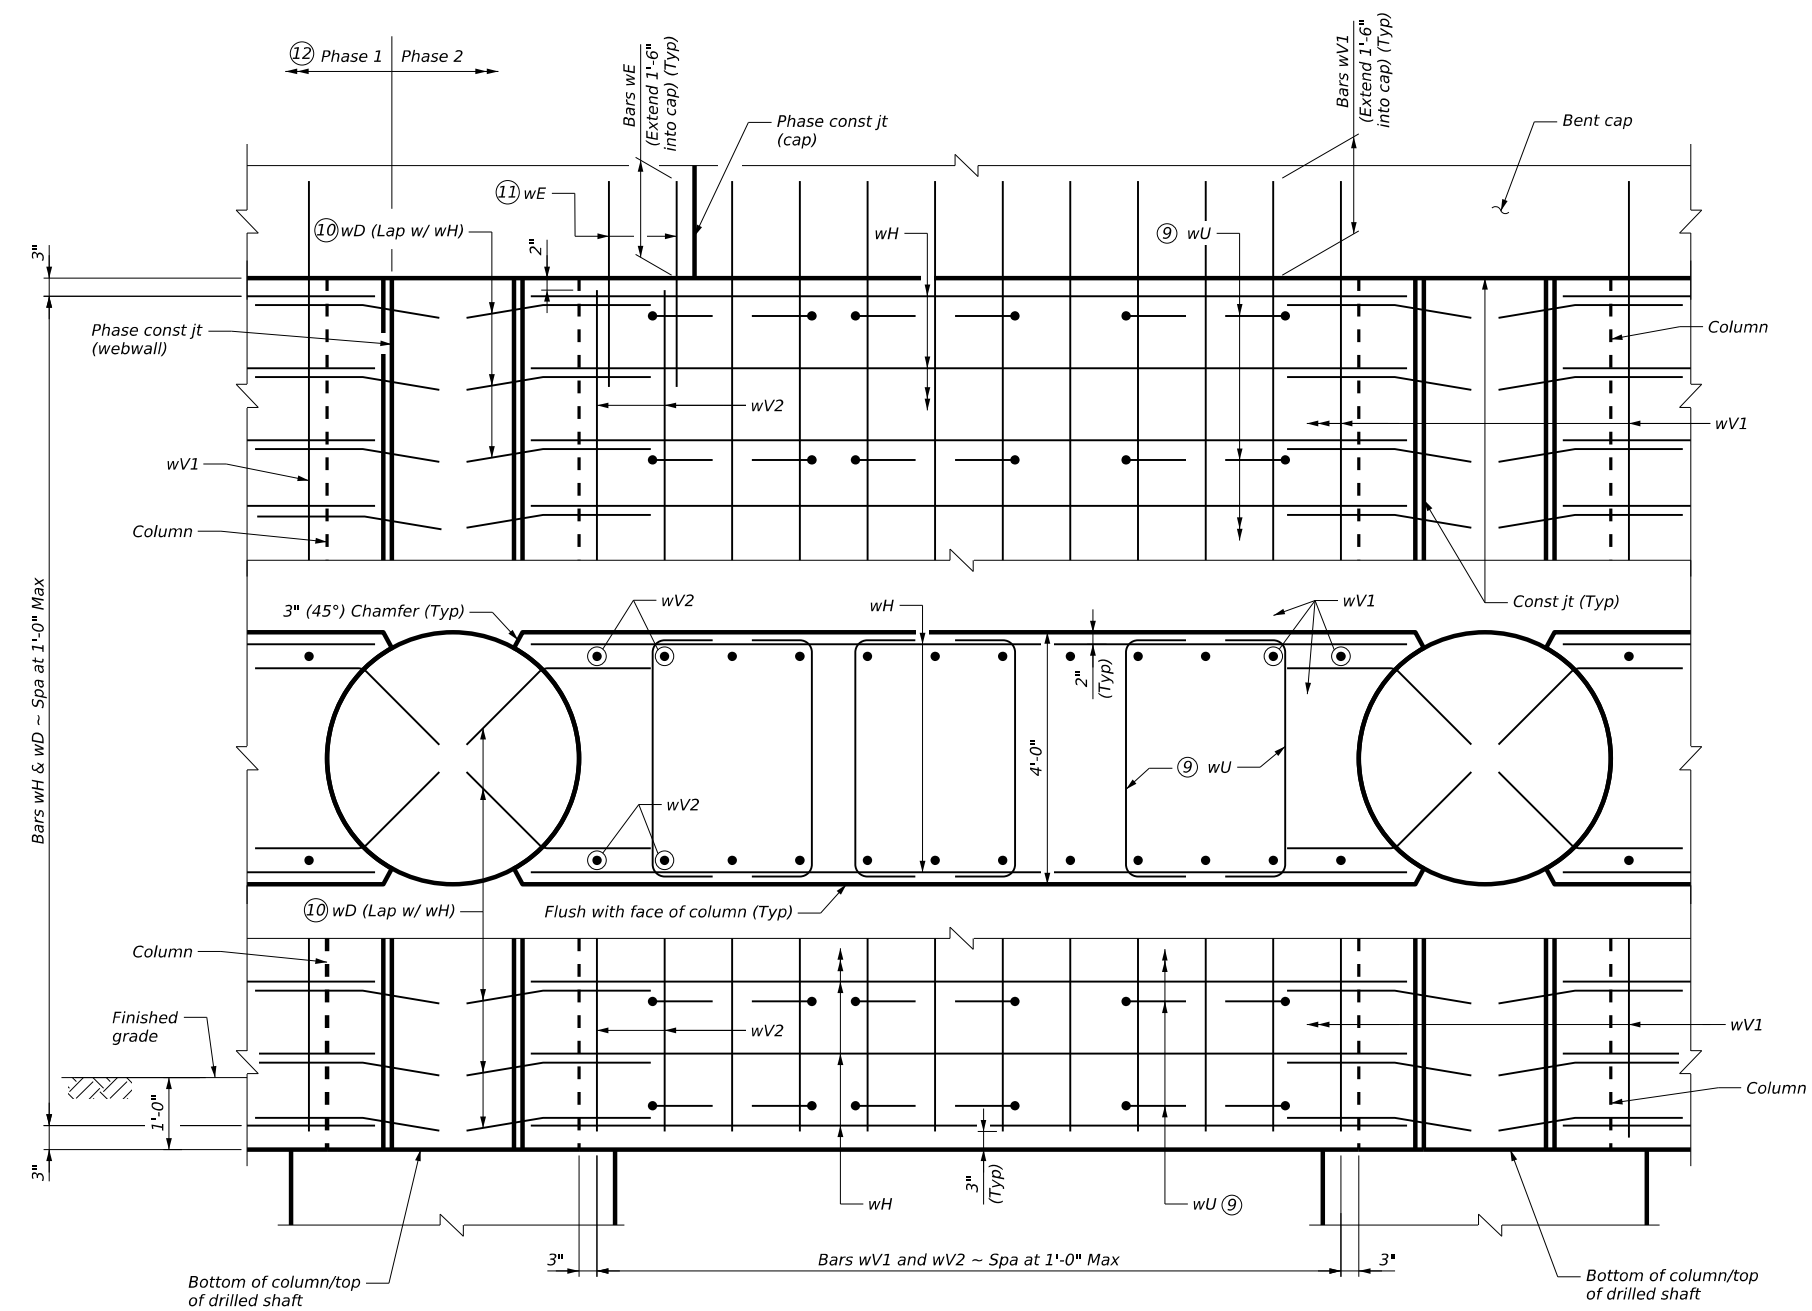 12 Phase 1 Phase 2
Bars wE
(Extend 1'-6"
into cap) (Typ)
Bars wV1
(Extend 1'-6"
into cap) (Typ)
Phase const jt
(cap)
Bent cap
11 wE
10 wD (Lap w/ wH)
2"
wH
9 wU
3"
Phase const jt
(webwall)
Column
wV2
wV1
wV1
Column
Bars wH & wD ~ Spa at 1'-0" Max
3" (45°) Chamfer (Typ)
wV2
wH
wV1
Const jt (Typ)
2"
(Typ)
4'-0"
9 wU
wV2
10 wD (Lap w/ wH)
Flush with face of column (Typ)
Column
Finished
grade
wV2
wV1
Column
1'-0"
3"
3"
(Typ)
wH
wU 9
3"
Bars wV1 and wV2 ~ Spa at 1'-0" Max
3"
Bottom of column/top
of drilled shaft
Bottom of column/top
of drilled shaft